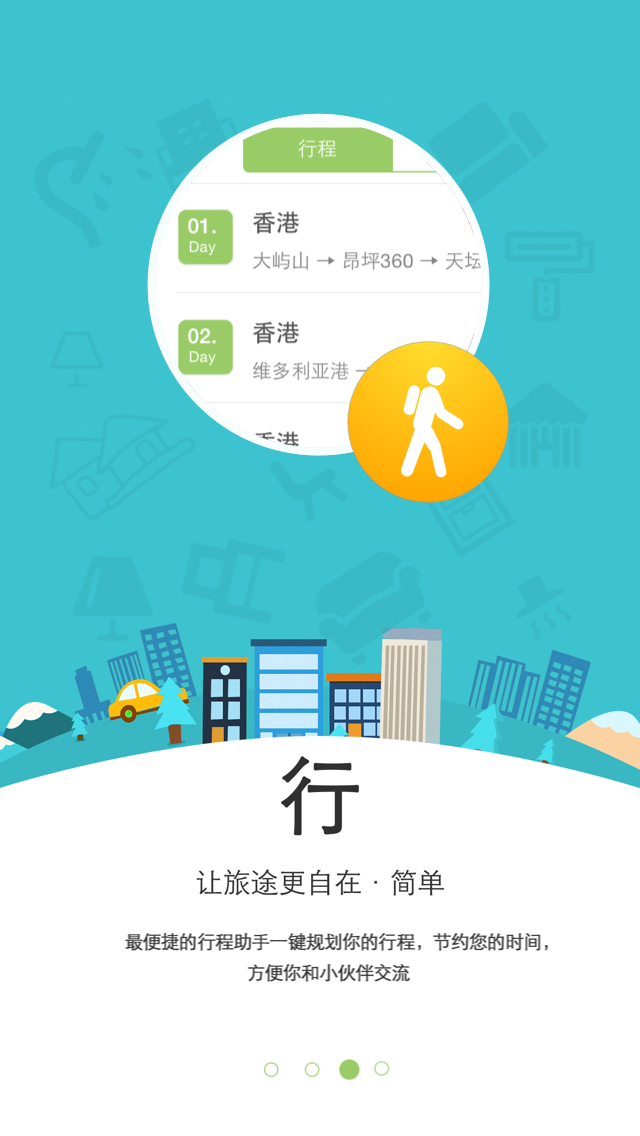 行程
01.
Day
香港
大屿山 → 昂坪360 → 天坛
02.
Day
香港
维多利亚港 →
香港
行
让旅途更自在 · 简单
最便捷的行程助手一键规划你的行程，节约您的时间，
方便你和小伙伴交流